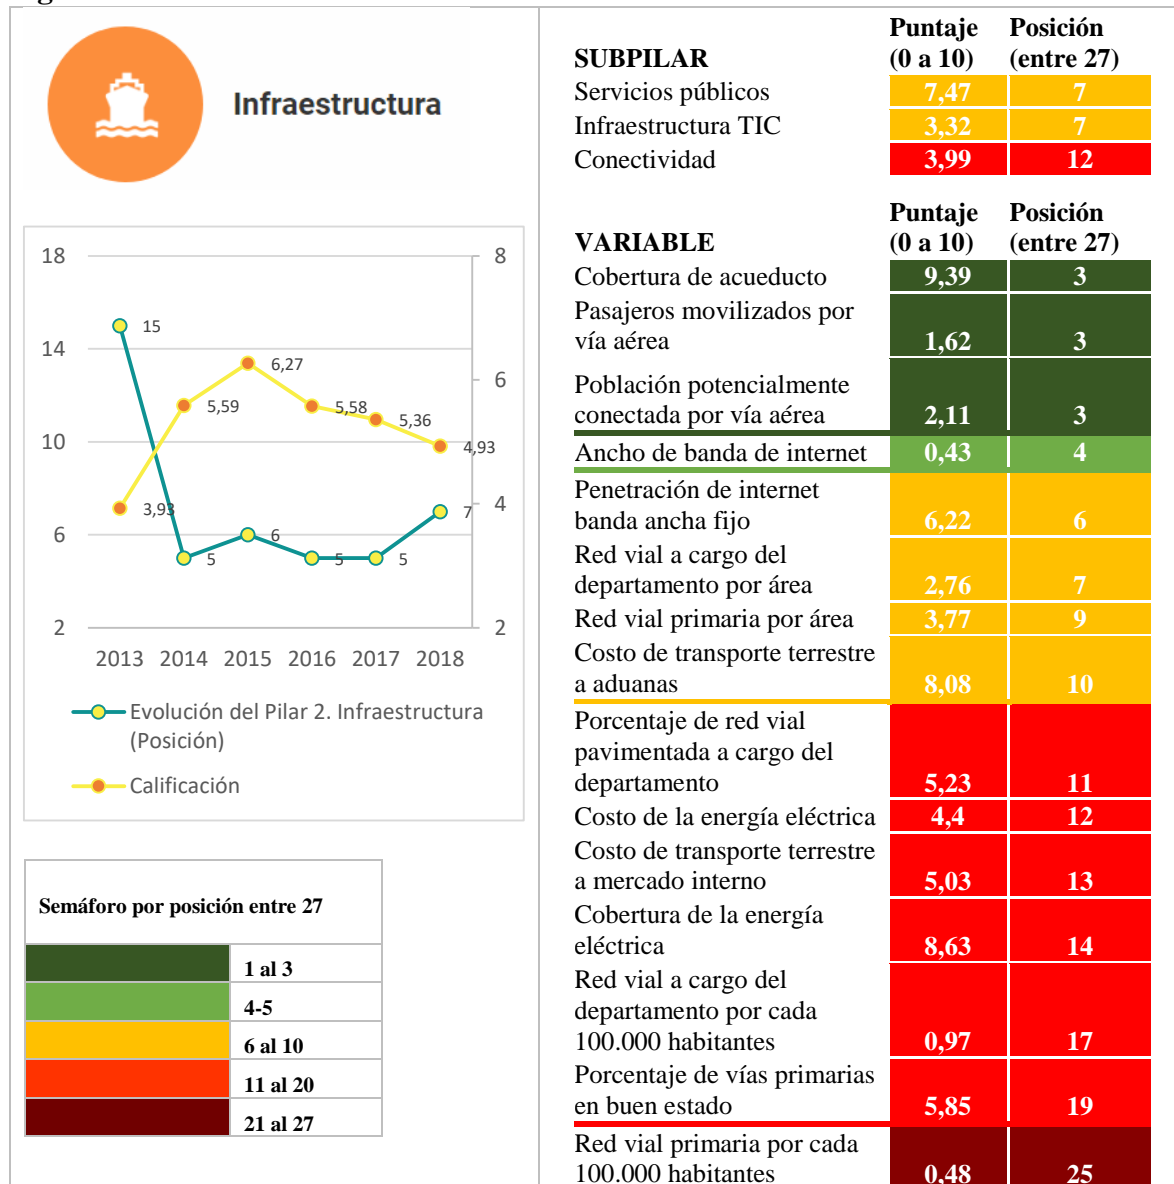 Infraestructura
18
14
10
6
2
8
6
4
2
15
5
6
5
5
7
3,93
5,59
6,27
5,58
5,36
4,93
2013 2014 2015 2016 2017 2018
Evolución del Pilar 2. Infraestructura
(Posición)
Calificación
Semáforo por posición entre 27
1 al 3
4-5
6 al 10
11 al 20
21 al 27
Puntaje Posición
SUBPILAR (0 a 10) (entre 27)
Servicios públicos 7,47 7
Infraestructura TIC 3,32 7
Conectividad 3,99 12
Puntaje Posición
VARIABLE (0 a 10) (entre 27)
Cobertura de acueducto 9,39 3
Pasajeros movilizados por
vía aérea 1,62 3
Población potencialmente
conectada por vía aérea 2,11 3
Ancho de banda de internet 0,43 4
Penetración de internet
banda ancha fijo 6,22 6
Red vial a cargo del
departamento por área 2,76 7
Red vial primaria por área 3,77 9
Costo de transporte terrestre
a aduanas 8,08 10
Porcentaje de red vial
pavimentada a cargo del
departamento 5,23 11
Costo de la energía eléctrica 4,4 12
Costo de transporte terrestre
a mercado interno 5,03 13
Cobertura de la energía
eléctrica 8,63 14
Red vial a cargo del
departamento por cada
100.000 habitantes 0,97 17
Porcentaje de vías primarias
en buen estado 5,85 19
Red vial primaria por cada
100.000 habitantes 0,48 25